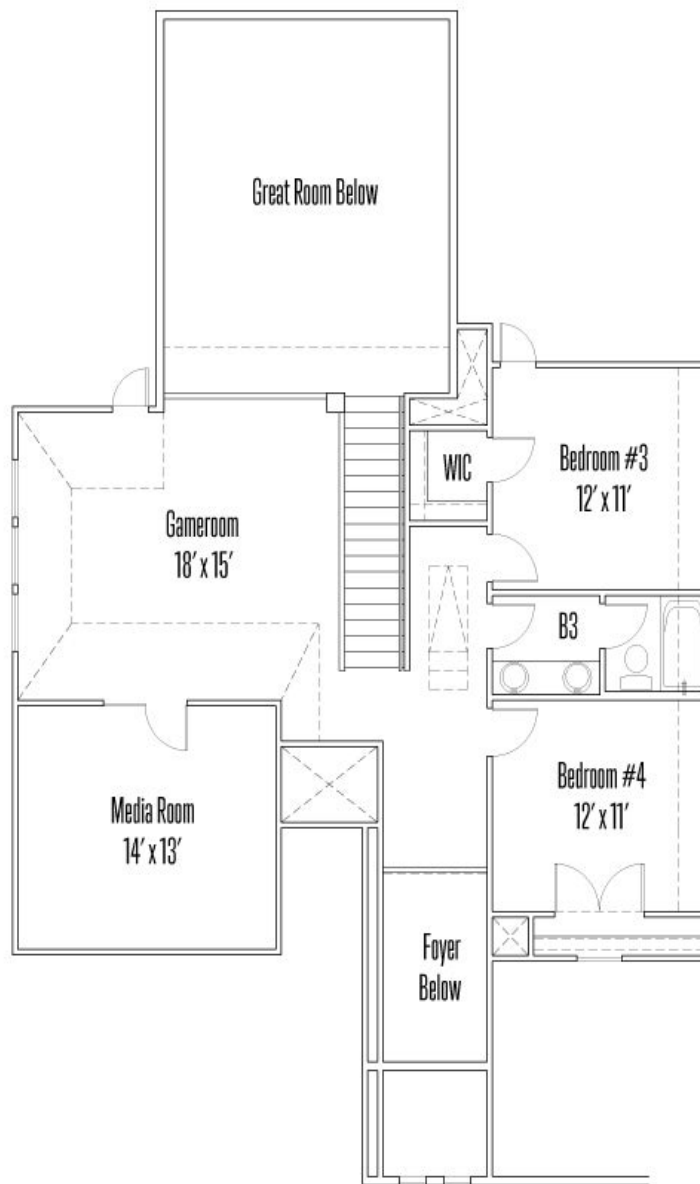 Great Room Below
WIC
Bedroom #3
12' x 11'
Gameroom
18' x 15'
B3
Media Room
14' x 13'
Bedroom #4
12' x 11'
Foyer
Below